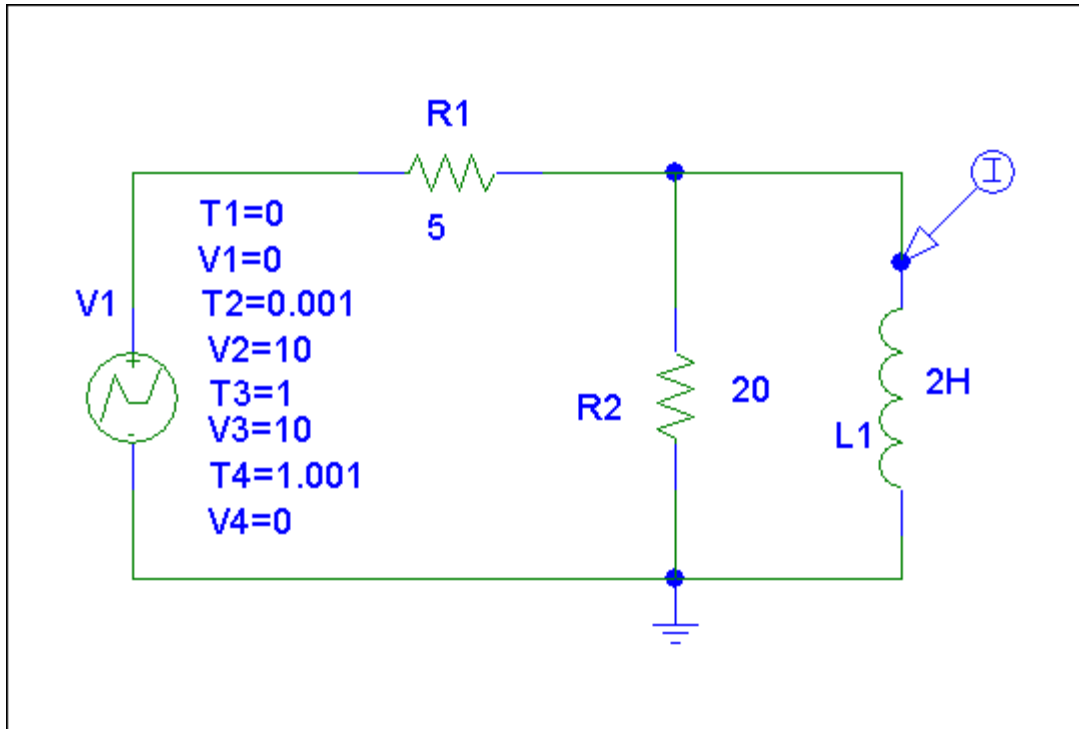 R1
5
I
T1=0
V1=0
T2=0.001
V1
V2=10
T3=1
V3=10
T4=1.001
V4=0
R2
20
2H
L1
+
-